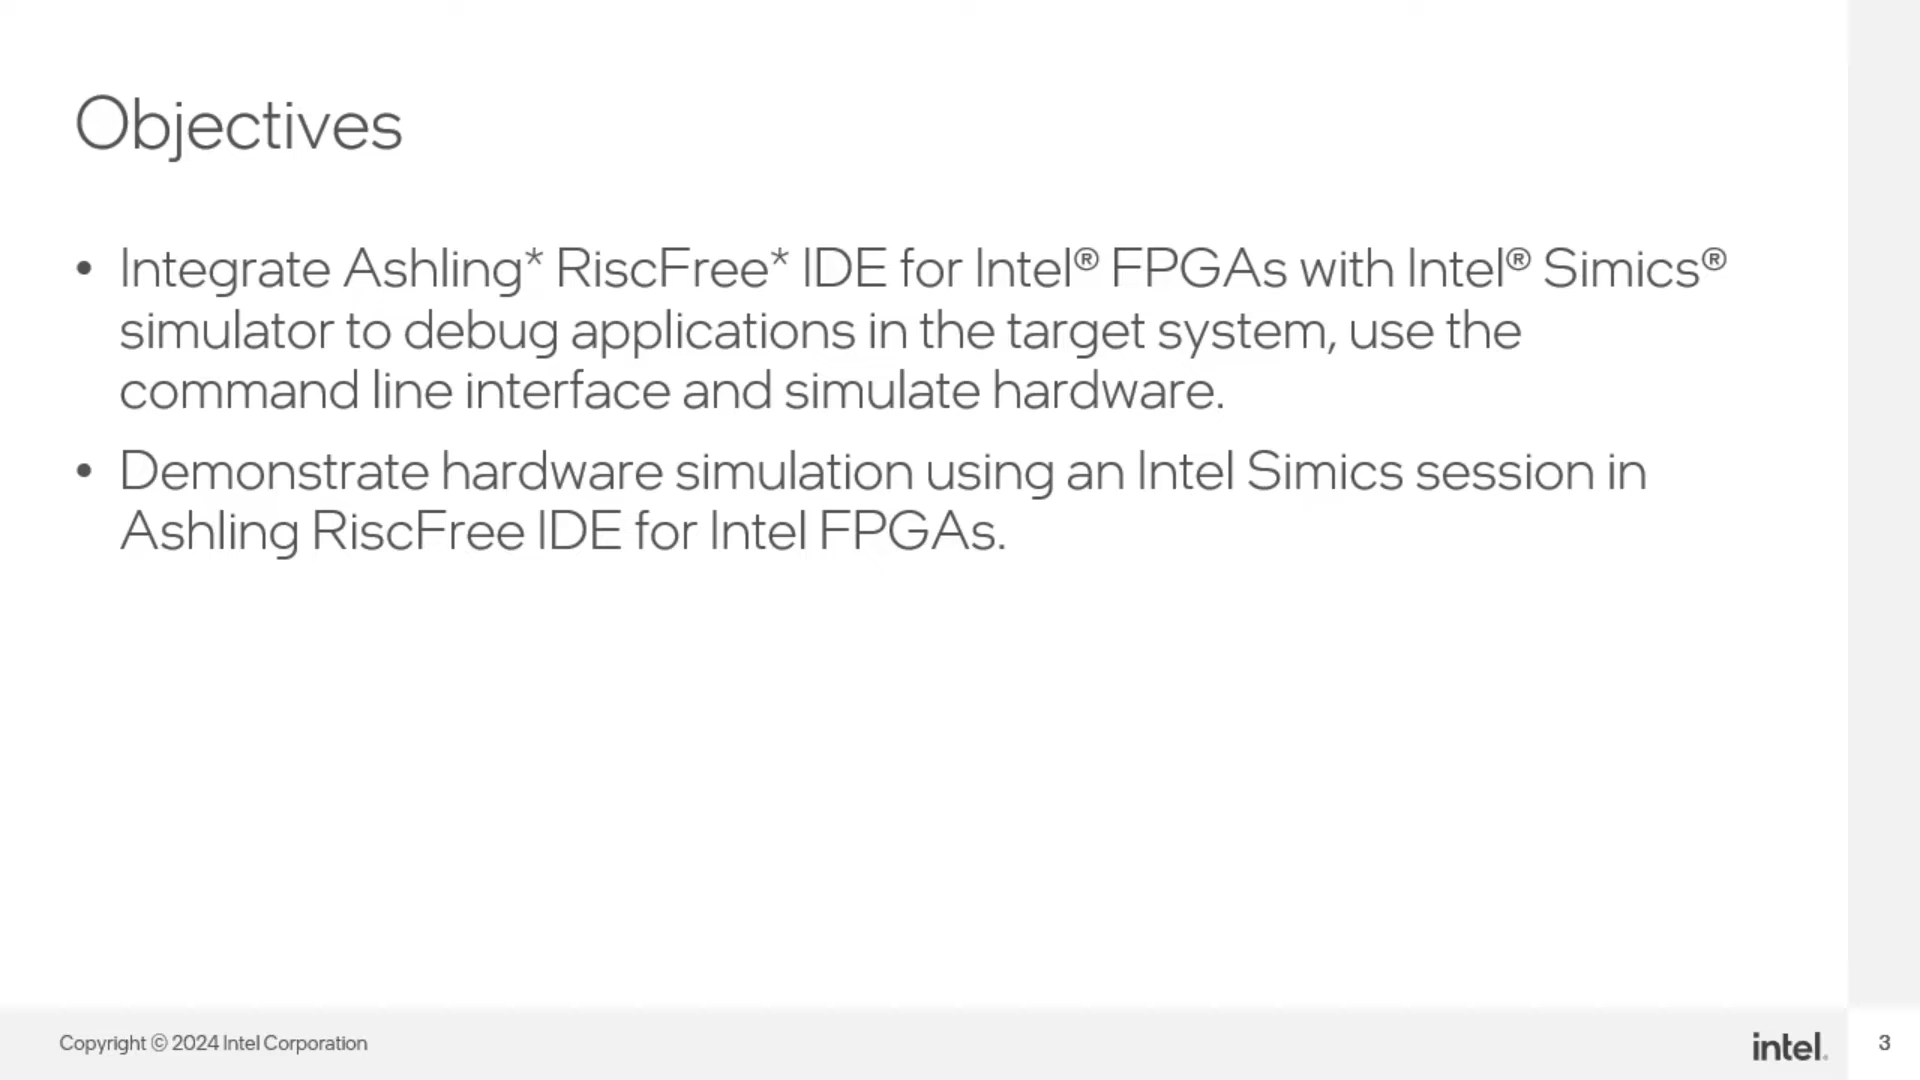 Objectives
• Integrate Ashling* RiscFree* IDE for Intel® FPGAs with Intel® Simics®
simulator to debug applications in the target system, use the
command line interface and simulate hardware.
• Demonstrate hardware simulation using an Intel Simics session in
Ashling RiscFree IDE for Intel FPGAs.
Copyright © 2024 Intel Corporation
intel.
3